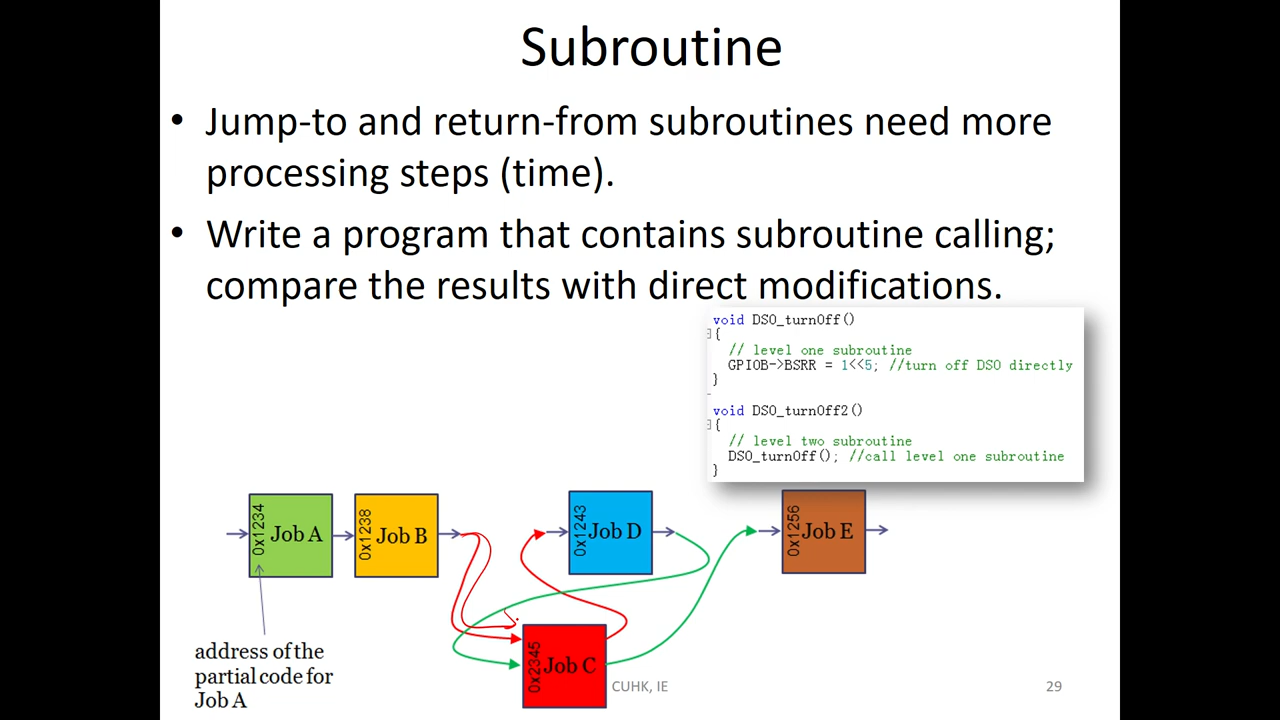 Subroutine
• Jump-to and return-from subroutines need more
processing steps (time).
• Write a program that contains subroutine calling;
compare the results with direct modifications.
void DSO_turnOff()
{
// level one subroutine
GPIOB->BSRR = 1<<5; //turn off DSO directly
}
void DSO_turnOff2()
{
// level two subroutine
DSO_turnOff(); //call level one subroutine
}
0x1234
Job A
0x1238
Job B
0x1243
Job D
0x1256
Job E
0x2345
Job C
address of the
partial code for
Job A
CUHK, IE
29